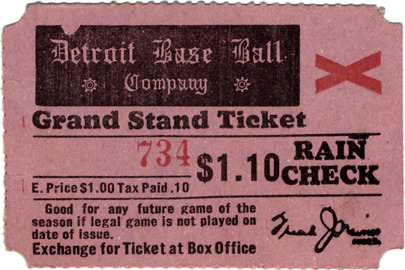 Detroit Base Ball
Company
X
Grand Stand Ticket
734
$1.10
RAIN
CHECK
E. Price $1.00 Tax Paid .10
Good for any future game of the
season if legal game is not played on
date of issue.
Exchange for Ticket at Box Office
Frank J